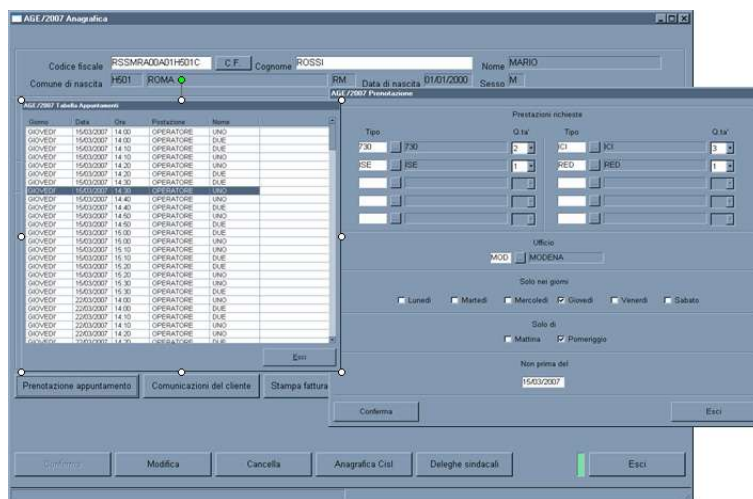 AGE/2007 Anagrafica
Codice fiscale RSSMRA00A01H501C C.F. Cognome ROSSI Nome MARIO
Comune di nascita H501 ROMA RM Data di nascita 01/01/2000 Sesso M
AGE/2007 Tabella Appuntamenti
Giorno Data Ora Postazione Nome
GIOVEDI' 15/03/2007 14:00 OPERATORE UNO
GIOVEDI' 15/03/2007 14:00 OPERATORE DUE
GIOVEDI' 15/03/2007 14:10 OPERATORE UNO
GIOVEDI' 15/03/2007 14:10 OPERATORE DUE
GIOVEDI' 15/03/2007 14:20 OPERATORE UNO
GIOVEDI' 15/03/2007 14:20 OPERATORE DUE
GIOVEDI' 15/03/2007 14:30 OPERATORE DUE
GIOVEDI' 15/03/2007 14:30 OPERATORE UNO
GIOVEDI' 15/03/2007 14:40 OPERATORE UNO
GIOVEDI' 15/03/2007 14:40 OPERATORE DUE
GIOVEDI' 15/03/2007 14:50 OPERATORE UNO
GIOVEDI' 15/03/2007 14:50 OPERATORE DUE
GIOVEDI' 15/03/2007 15:00 OPERATORE DUE
GIOVEDI' 15/03/2007 15:00 OPERATORE UNO
GIOVEDI' 15/03/2007 15:10 OPERATORE UNO
GIOVEDI' 15/03/2007 15:10 OPERATORE DUE
GIOVEDI' 15/03/2007 15:20 OPERATORE DUE
GIOVEDI' 15/03/2007 15:20 OPERATORE UNO
GIOVEDI' 15/03/2007 15:30 OPERATORE UNO
GIOVEDI' 15/03/2007 15:30 OPERATORE DUE
GIOVEDI' 22/03/2007 14:00 OPERATORE UNO
GIOVEDI' 22/03/2007 14:00 OPERATORE DUE
GIOVEDI' 22/03/2007 14:10 OPERATORE UNO
GIOVEDI' 22/03/2007 14:10 OPERATORE DUE
GIOVEDI' 22/03/2007 14:20 OPERATORE UNO
GIOVEDI' 22/03/2007 14:20 OPERATORE DUE
Esci
AGE/2007 Prenotazione
Prestazioni richieste
Tipo Q.ta' Tipo Q.ta'
730 730 2 ICI ICI 3
ISE ISE 1 RED RED 1
Ufficio
MOD MODENA
Solo nei giorni
Lunedì Martedì Mercoledì Giovedì Venerdì Sabato
Solo di
Mattina Pomeriggio
Non prima del
15/03/2007
Conferma Esci
Prenotazione appuntamento Comunicazioni del cliente Stampa fattura
Conferma Modifica Cancella Anagrafica Cisl Deleghe sindacali Esci